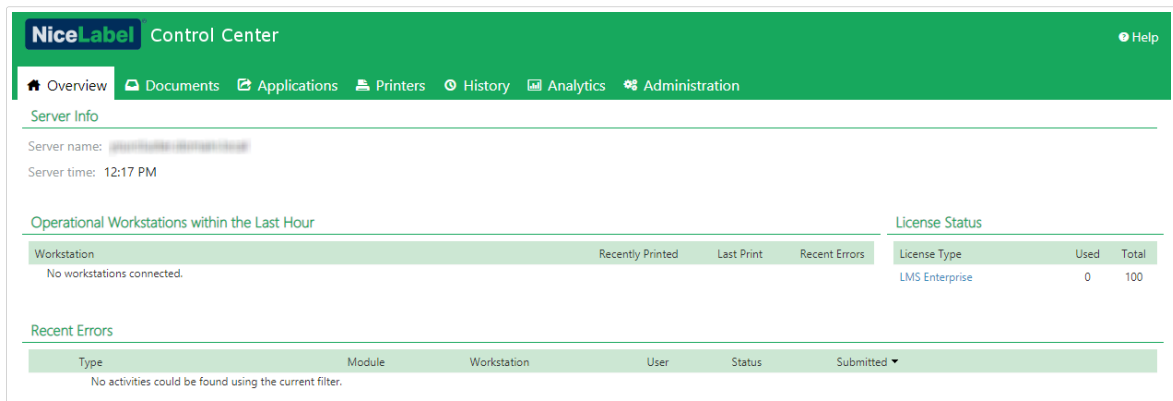 NiceLabel Control Center
Help
Overview Documents Applications Printers History Analytics Administration
Server Info
Server name:
Server time: 12:17 PM
Operational Workstations within the Last Hour
Workstation Recently Printed Last Print Recent Errors
No workstations connected.
License Status
License Type Used Total
LMS Enterprise 0 100
Recent Errors
Type Module Workstation User Status Submitted
No activities could be found using the current filter.